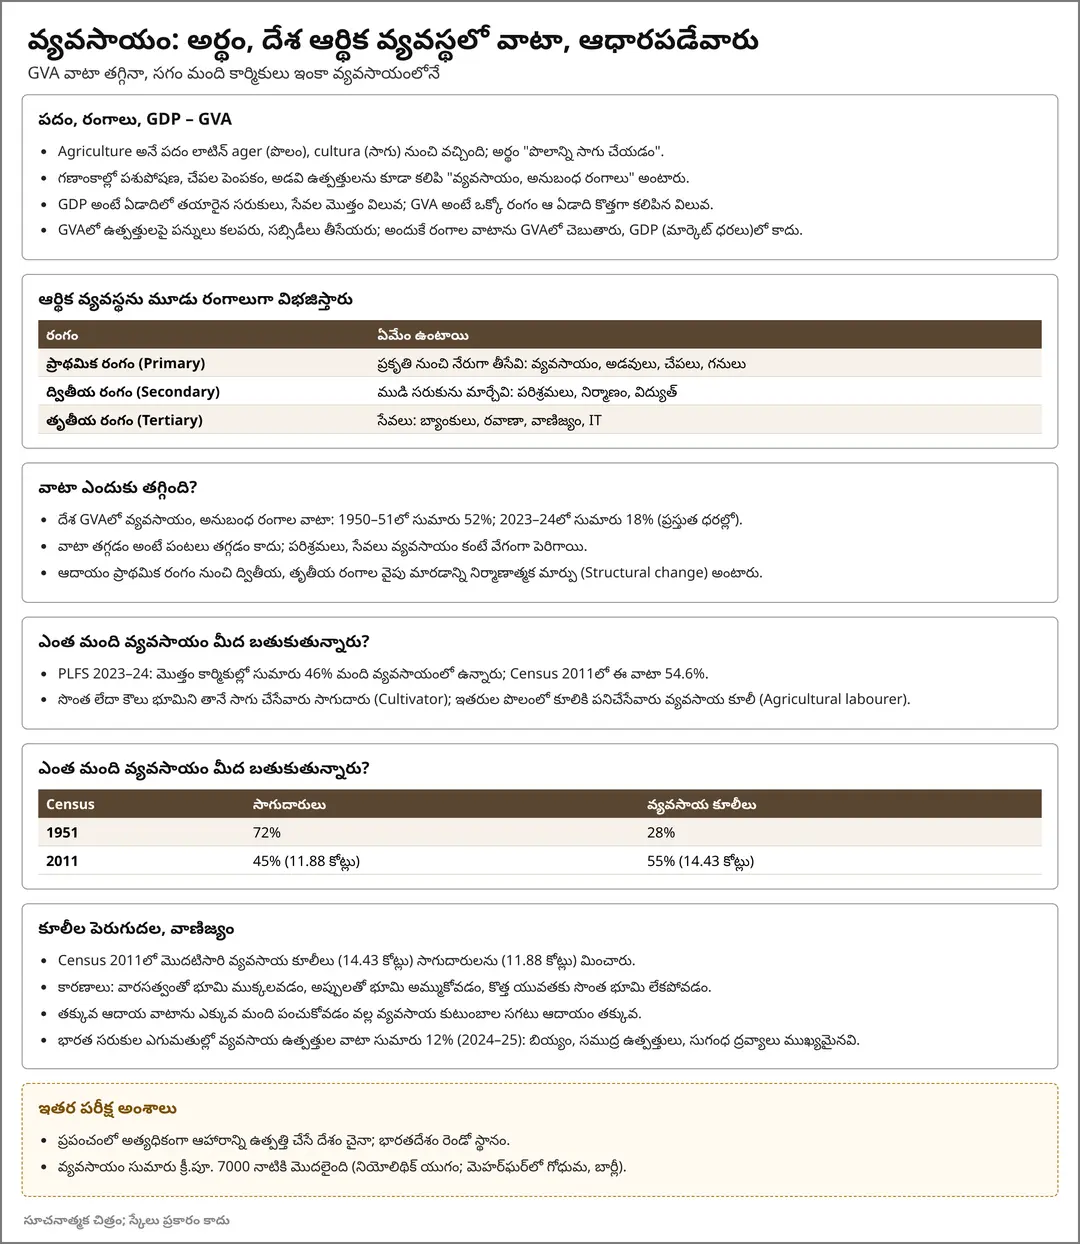 వ్యవసాయం: అర్థం, దేశ ఆర్థిక వ్యవస్థలో వాటా, ఆధారపడేవారు
GVA వాటా తగ్గినా, సగం మంది కార్మికులు ఇంకా వ్యవసాయంలోనే
పదం, రంగాలు, GDP – GVA
• Agriculture అనే పదం లాటిన్ ager (పొలం), cultura (సాగు) నుంచి వచ్చింది; అర్థం "పొలాన్ని సాగు చేయడం".
• గణాంకాల్లో పశుపోషణ, చేపల పెంపకం, అడవి ఉత్పత్తులను కూడా కలిపి "వ్యవసాయం, అనుబంధ రంగాలు" అంటారు.
• GDP అంటే ఏడాదిలో తయారైన సరుకులు, సేవల మొత్తం విలువ; GVA అంటే ఒక్కో రంగం ఆ ఏడాది కొత్తగా కలిపిన విలువ.
• GVAలో ఉత్పత్తులపై పన్నులు కలపరు, సబ్సిడీలు తీసేయరు; అందుకే రంగాల వాటాను GVAలో చెబుతారు, GDP (మార్కెట్ ధరలు)లో కాదు.
ఆర్థిక వ్యవస్థను మూడు రంగాలుగా విభజిస్తారు
రంగం ఏమేం ఉంటాయి
ప్రాథమిక రంగం (Primary) ప్రకృతి నుంచి నేరుగా తీసేవి: వ్యవసాయం, అడవులు, చేపలు, గనులు
ద్వితీయ రంగం (Secondary) ముడి సరుకును మార్చేవి: పరిశ్రమలు, నిర్మాణం, విద్యుత్
తృతీయ రంగం (Tertiary) సేవలు: బ్యాంకులు, రవాణా, వాణిజ్యం, IT
వాటా ఎందుకు తగ్గింది?
• దేశ GVAలో వ్యవసాయం, అనుబంధ రంగాల వాటా: 1950–51లో సుమారు 52%; 2023–24లో సుమారు 18% (ప్రస్తుత ధరల్లో).
• వాటా తగ్గడం అంటే పంటలు తగ్గడం కాదు; పరిశ్రమలు, సేవలు వ్యవసాయం కంటే వేగంగా పెరిగాయి.
• ఆదాయం ప్రాథమిక రంగం నుంచి ద్వితీయ, తృతీయ రంగాల వైపు మారడాన్ని నిర్మాణాత్మక మార్పు (Structural change) అంటారు.
ఎంత మంది వ్యవసాయం మీద బతుకుతున్నారు?
• PLFS 2023–24: మొత్తం కార్మికుల్లో సుమారు 46% మంది వ్యవసాయంలో ఉన్నారు; Census 2011లో ఈ వాటా 54.6%.
• సొంత లేదా కౌలు భూమిని తానే సాగు చేసేవారు సాగుదారు (Cultivator); ఇతరుల పొలంలో కూలికి పనిచేసేవారు వ్యవసాయ కూలీ (Agricultural labourer).
ఎంత మంది వ్యవసాయం మీద బతుకుతున్నారు?
Census సాగుదారులు వ్యవసాయ కూలీలు
1951 72% 28%
2011 45% (11.88 కోట్లు) 55% (14.43 కోట్లు)
కూలీల పెరుగుదల, వాణిజ్యం
• Census 2011లో మొదటిసారి వ్యవసాయ కూలీలు (14.43 కోట్లు) సాగుదారులను (11.88 కోట్లు) మించారు.
• కారణాలు: వారసత్వంతో భూమి ముక్కలవడం, అప్పులతో భూమి అమ్ముకోవడం, కొత్త యువతకు సొంత భూమి లేకపోవడం.
• తక్కువ ఆదాయ వాటాను ఎక్కువ మంది పంచుకోవడం వల్ల వ్యవసాయ కుటుంబాల సగటు ఆదాయం తక్కువ.
• భారత సరుకుల ఎగుమతుల్లో వ్యవసాయ ఉత్పత్తుల వాటా సుమారు 12% (2024–25): బియ్యం, సముద్ర ఉత్పత్తులు, సుగంధ ద్రవ్యాలు ముఖ్యమైనవి.
ఇతర పరీక్ష అంశాలు
• ప్రపంచంలో అత్యధికంగా ఆహారాన్ని ఉత్పత్తి చేసే దేశం చైనా; భారతదేశం రెండో స్థానం.
• వ్యవసాయం సుమారు క్రీ.పూ. 7000 నాటికి మొదలైంది (నియోలిథిక్ యుగం; మెహర్‌ఘర్‌లో గోధుమ, బార్లీ).
సూచనాత్మక చిత్రం; స్కేలు ప్రకారం కాదు